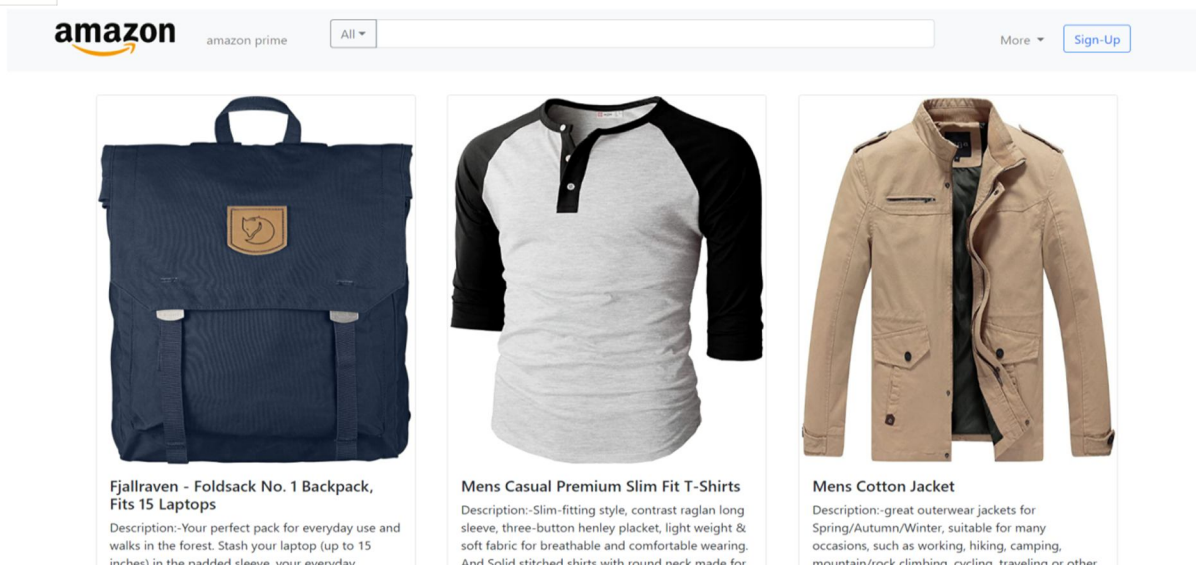 amazon
amazon prime
All
More
Sign-Up
Fjallraven - Foldsack No. 1 Backpack,
Fits 15 Laptops
Description:-Your perfect pack for everyday use and
walks in the forest. Stash your laptop (up to 15
inches) in the padded sleeve, your everyday
Mens Casual Premium Slim Fit T-Shirts
Description:-Slim-fitting style, contrast raglan long
sleeve, three-button henley placket, light weight &
soft fabric for breathable and comfortable wearing.
And Solid stitched shirts with round neck made for
Mens Cotton Jacket
Description:-great outerwear jackets for
Spring/Autumn/Winter, suitable for many
occasions, such as working, hiking, camping,
mountain/rock climbing, cycling, traveling or other